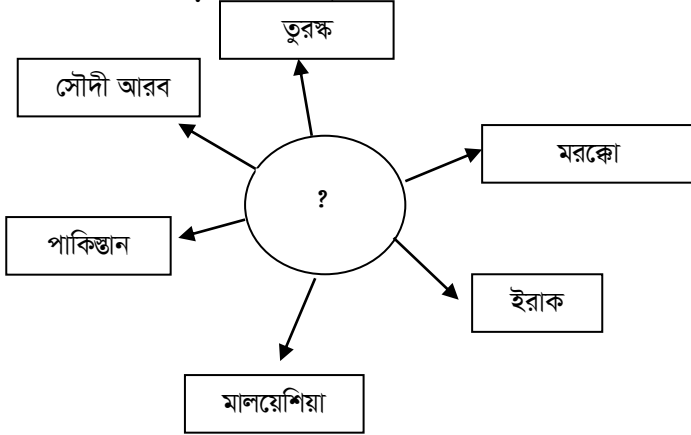 তুরস্ক
সৌদী আরব
মরক্কো
?
পাকিস্তান
ইরাক
মালয়েশিয়া